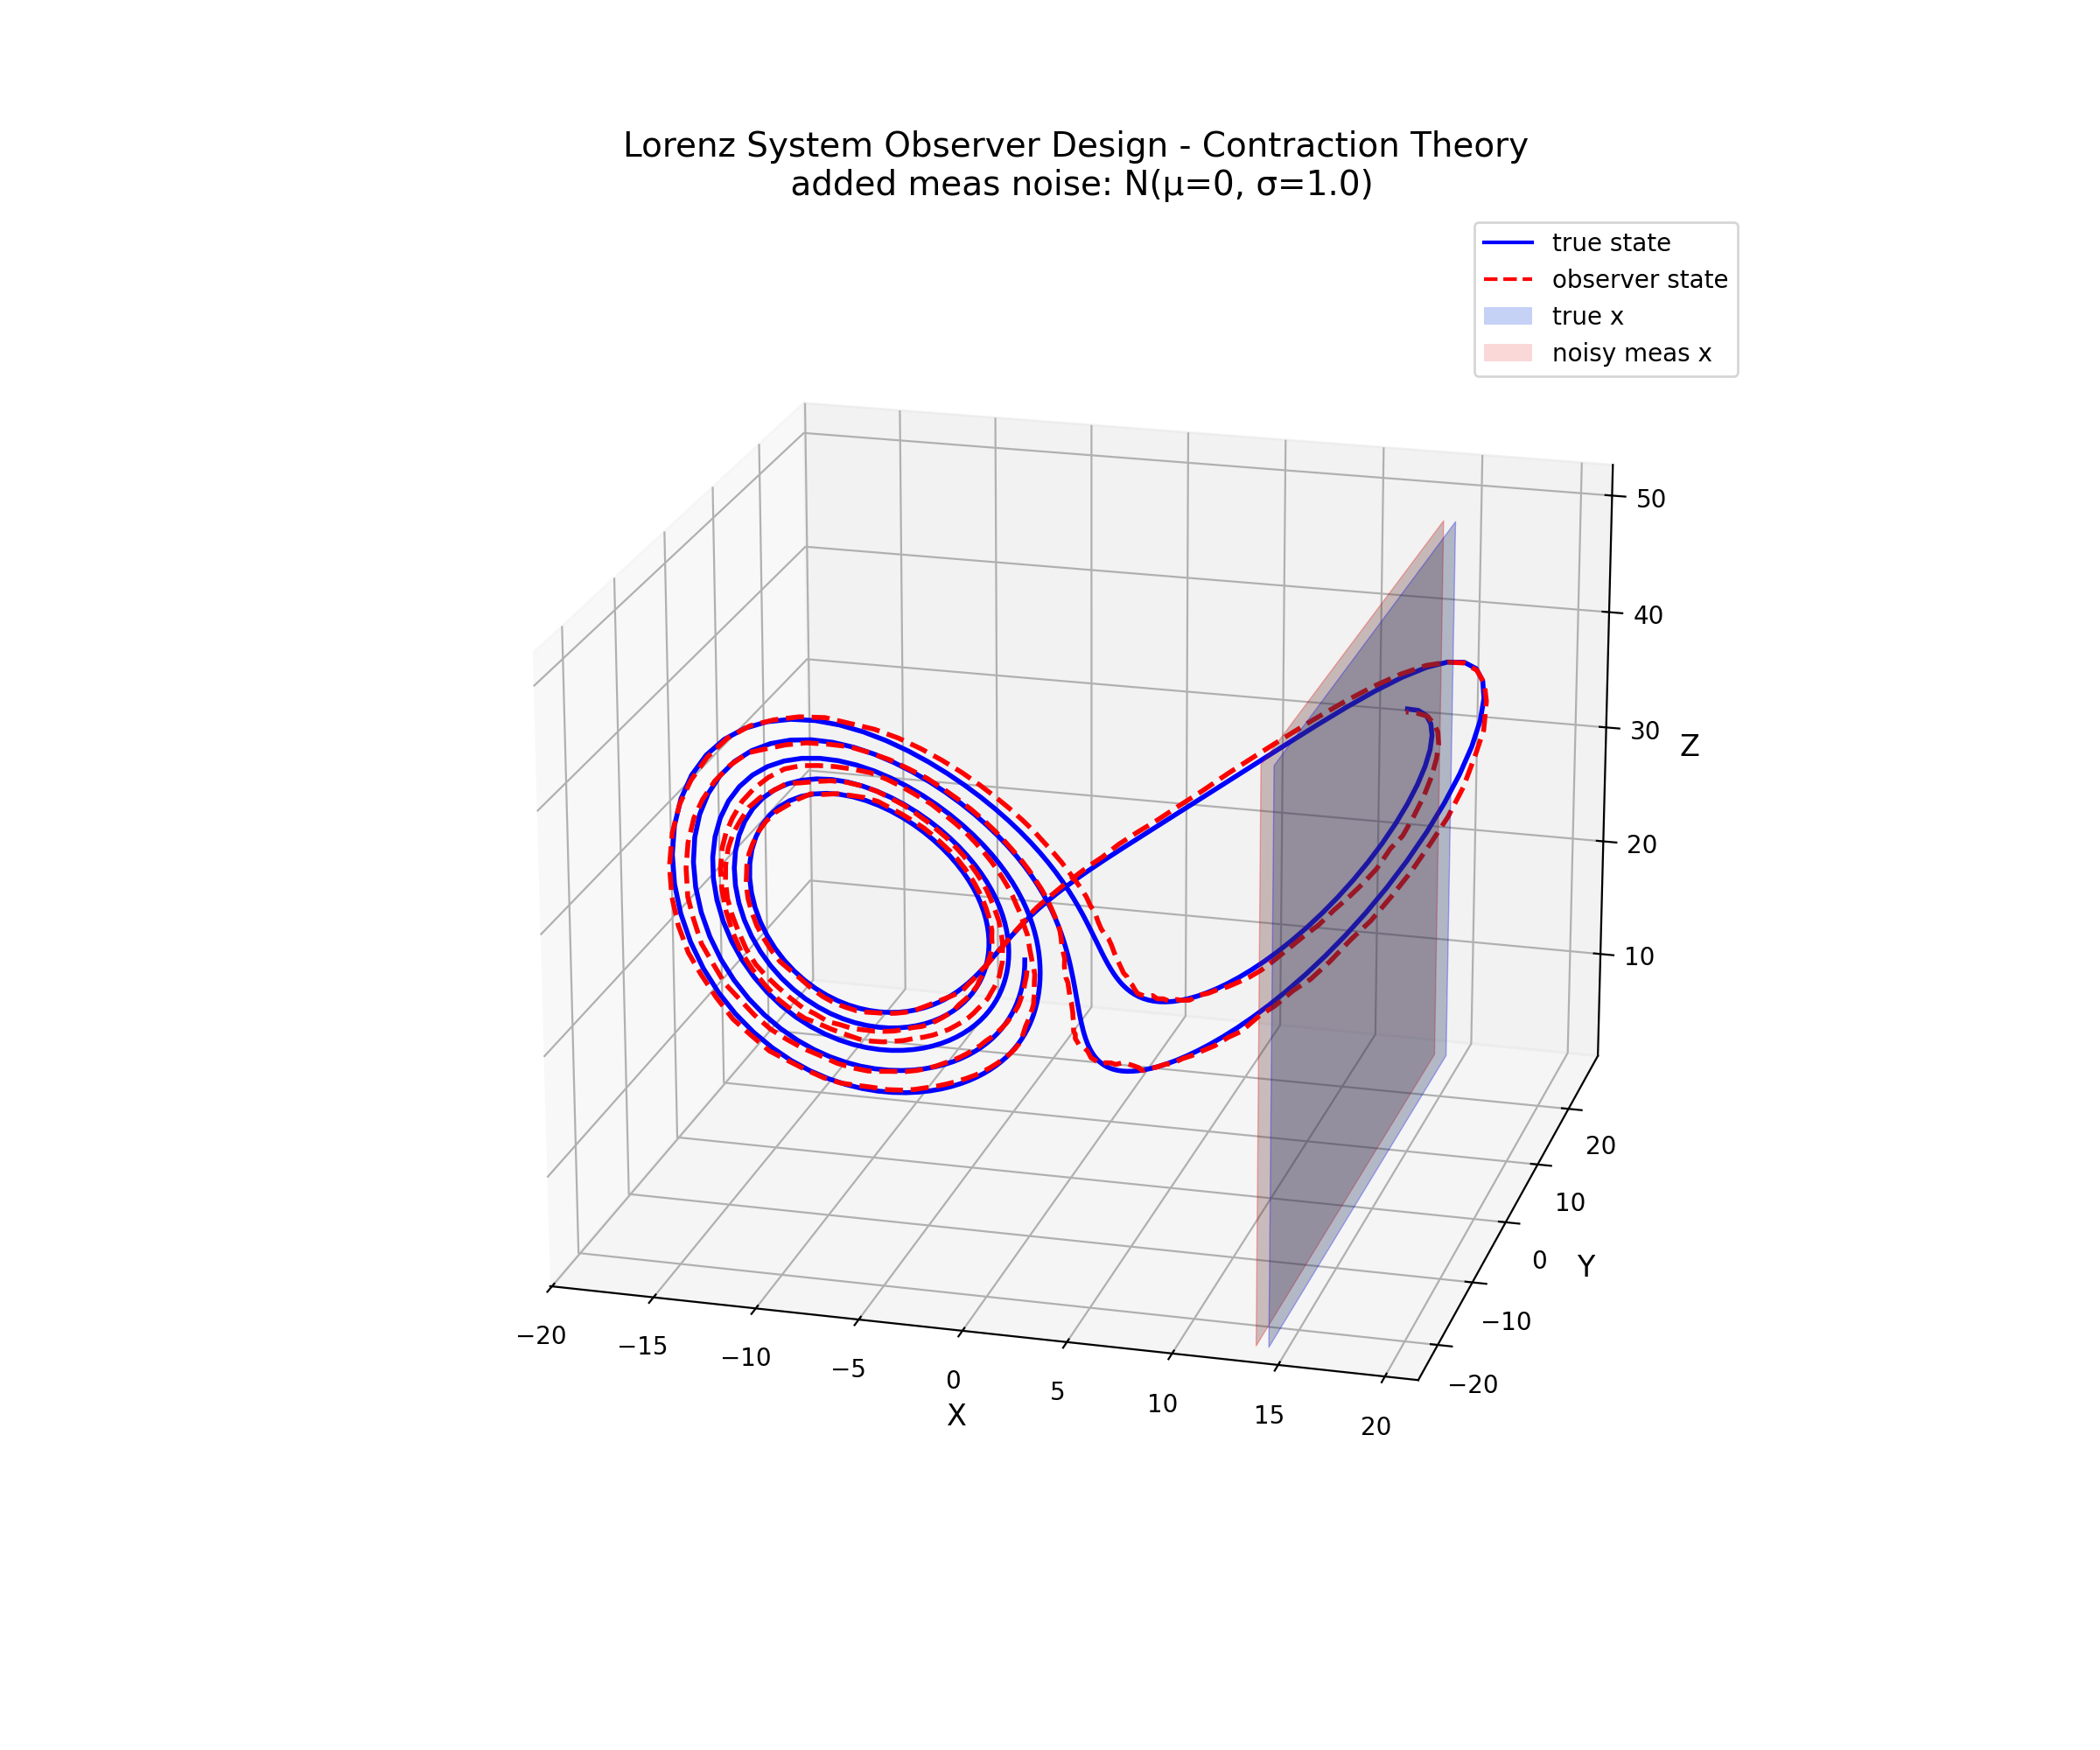 Lorenz System Observer Design - Contraction Theory
added meas noise: N(μ=0, σ=1.0)
true state
observer state
true x
noisy meas x
50
40
30
20
10
Z
20
10
0
−10
−20
Y
−20
−15
−10
−5
0
5
10
15
20
X